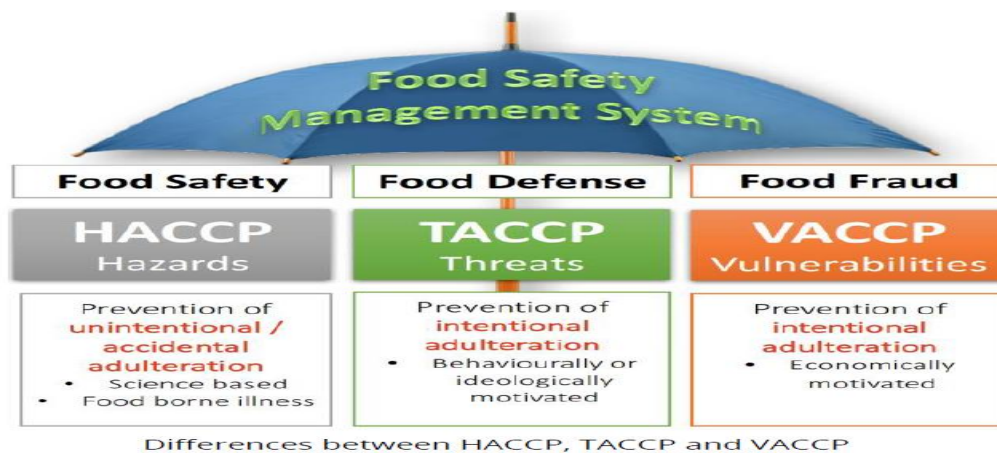 Food Safety
Management System
Food Safety
HACCP
Hazards
Prevention of
unintentional /
accidental
adulteration
• Science based
• Food borne illness
Food Defense
TACCP
Threats
Prevention of
intentional
adulteration
• Behaviourally or
ideologically
motivated
Food Fraud
VACCP
Vulnerabilities
Prevention of
intentional
adulteration
• Economically
motivated
Differences between HACCP, TACCP and VACCP